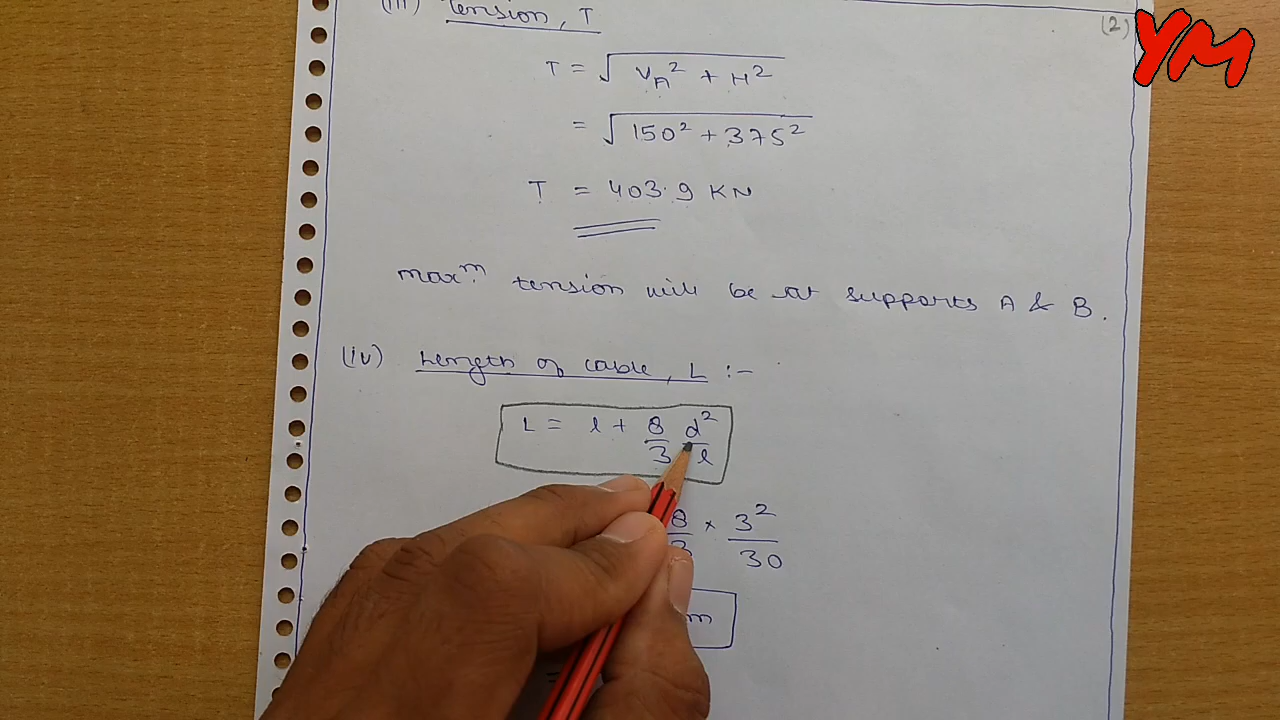 (iii) Tension, T
(2)
YM
T = √ V_A² + H²
= √ 150² + 375²
T = 403.9 KN
maxᵐ. tension will be at supports A & B.
(iv) Length of cable, L :-
L = l + 8/3 d²/l
8/3 × 3²/30
m